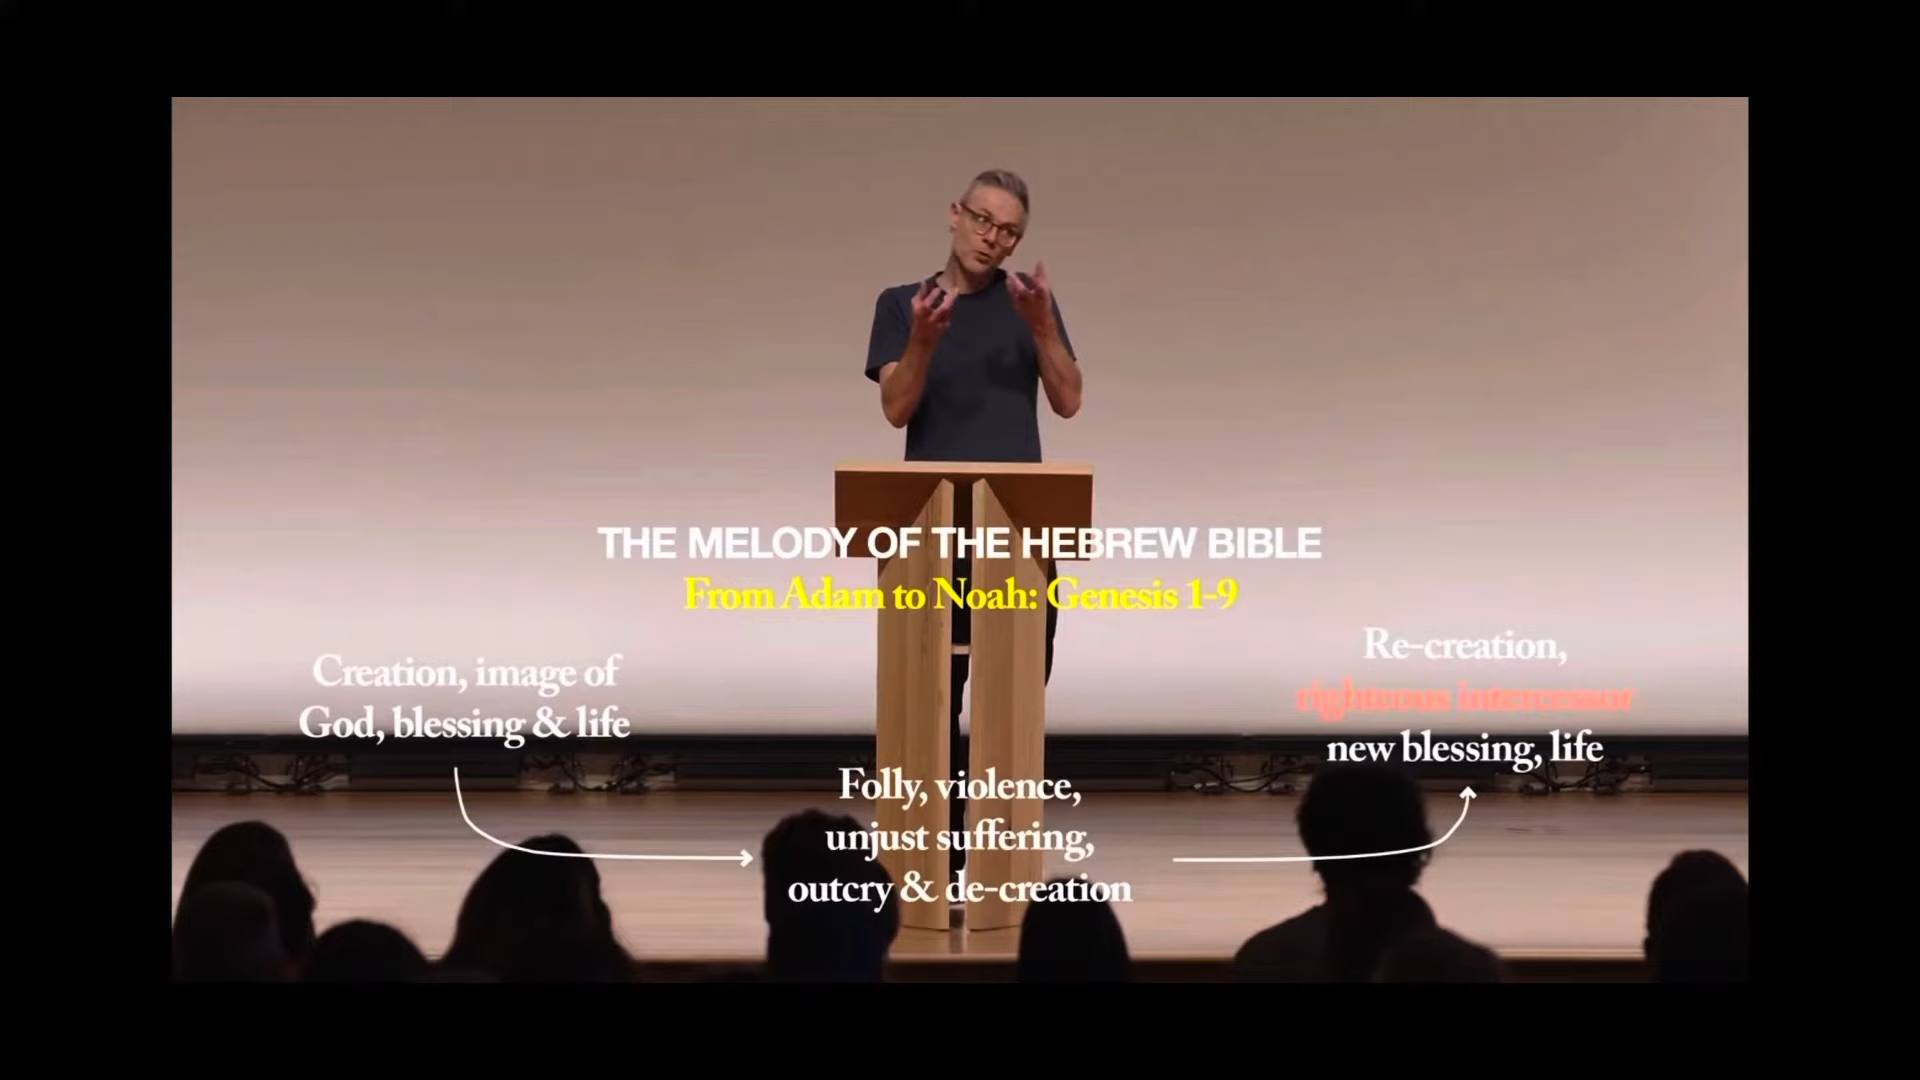 THE MELODY OF THE HEBREW BIBLE
From Adam to Noah: Genesis 1-9
Creation, image of
God, blessing & life
Folly, violence,
unjust suffering,
outcry & de-creation
Re-creation,
righteous intercessor
new blessing, life